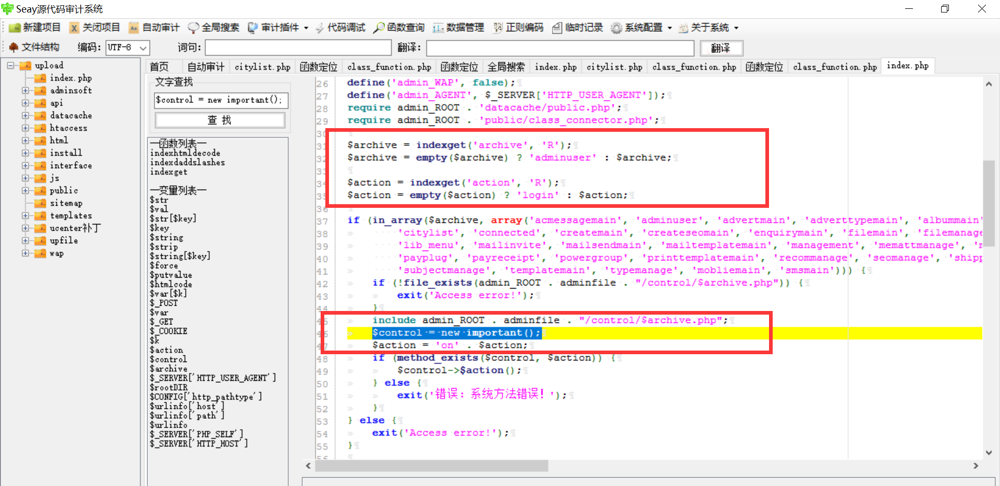 Seay源代码审计系统
新建项目 关闭项目 自动审计 全局搜索 审计插件 代码调试 函数查询 数据管理 正则编码 临时记录 系统配置 关于系统
文件结构 编码： UTF-8 词句： 翻译： 翻译
首页 自动审计 citylist.php 函数定位 class_function.php 函数定位 全局搜索 index.php citylist.php class_function.php 函数定位 class_function.php index.php
upload
index.php
adminsoft
api
datacache
htaccess
html
install
interface
js
public
sitemap
templates
ucenter补丁
upfile
wap
文字查找
$control = new important();
查 找
—函数列表—
indexhtmldecode
indexdaddslashes
indexget
—变量列表—
$str
$val
$str[$key]
$key
$string
$strip
$string[$key]
$force
$putvalue
$htmlcode
$var[$k]
$_POST
$var
$_GET
$_COOKIE
$k
$action
$control
$archive
$_SERVER['HTTP_USER_AGENT']
$rootDIR
$CONFIG['http_pathtype']
$urlinfo['host']
$urlinfo['path']
$urlinfo
$_SERVER['PHP_SELF']
$_SERVER['HTTP_HOST']
26 define('admin_WAP', false);
27 define('admin_AGENT', $_SERVER['HTTP_USER_AGENT']);
28 require admin_ROOT . 'datacache/public.php';
29 require admin_ROOT . 'public/class_connector.php';
30
31 $archive = indexget('archive', 'R');
32 $archive = empty($archive) ? 'adminuser' : $archive;
33
34 $action = indexget('action', 'R');
35 $action = empty($action) ? 'login' : $action;
36
37 if (in_array($archive, array('acmessagemain', 'adminuser', 'advertmain', 'adverttypemain', 'albummain'
38 'citylist', 'connected', 'createmain', 'createseomain', 'enquirymain', 'filemain', 'filemanage
39 'lib_menu', 'mailinvite', 'mailsendmain', 'mailtemplatemain', 'management', 'memattmanage',
40 'payplug', 'payreceipt', 'powergroup', 'printtemplatemain', 'recommanage', 'seomanage', 'shipp
41 'subjectmanage', 'templatemain', 'typemanage', 'mobliemain', 'smsmain'))) {
42 if (!file_exists(admin_ROOT . adminfile . "/control/$archive.php")) {
43 exit('Access error!');
44 }
45 include admin_ROOT . adminfile . "/control/$archive.php";
46 $control = new important();
47 $action = 'on' . $action;
48 if (method_exists($control, $action)) {
49 $control->$action();
50 } else {
51 exit('错误：系统方法错误！');
52 }
53 } else {
54 exit('Access error!');
55 }
56